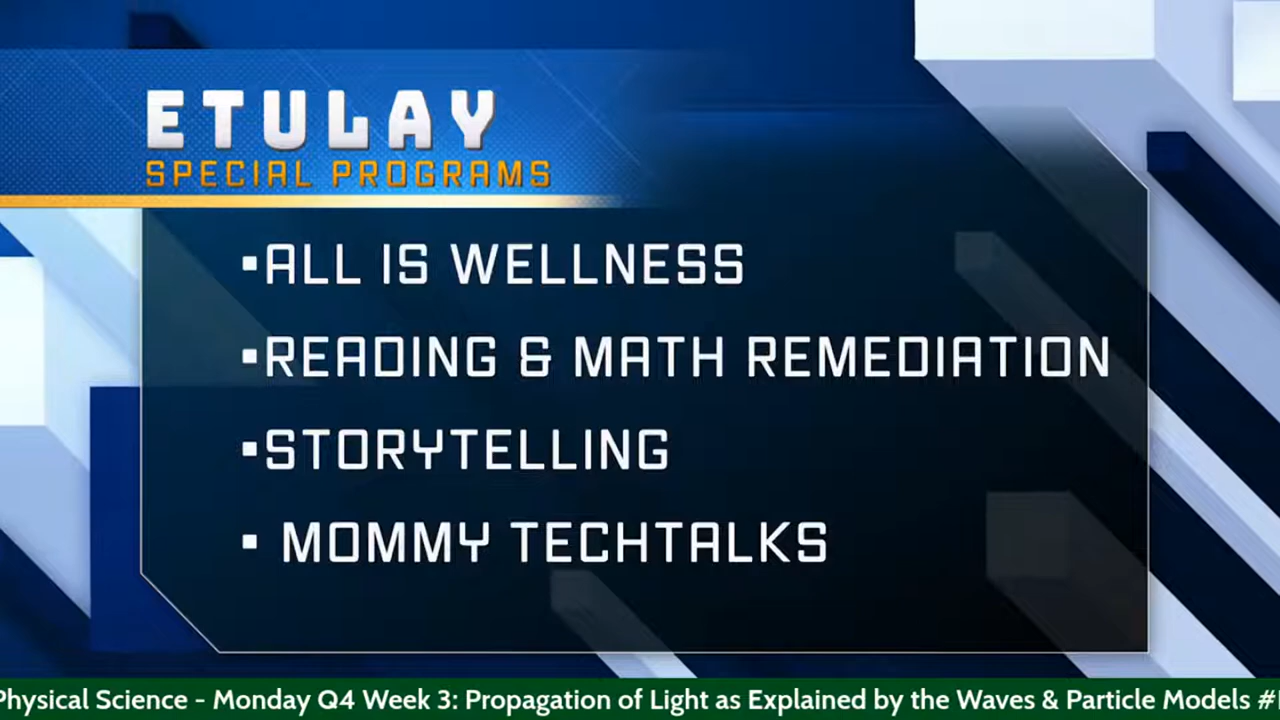 ETULAY
SPECIAL PROGRAMS
▪ALL IS WELLNESS
▪READING & MATH REMEDIATION
▪STORYTELLING
▪ MOMMY TECHTALKS
Physical Science - Monday Q4 Week 3: Propagation of Light as Explained by the Waves & Particle Models #